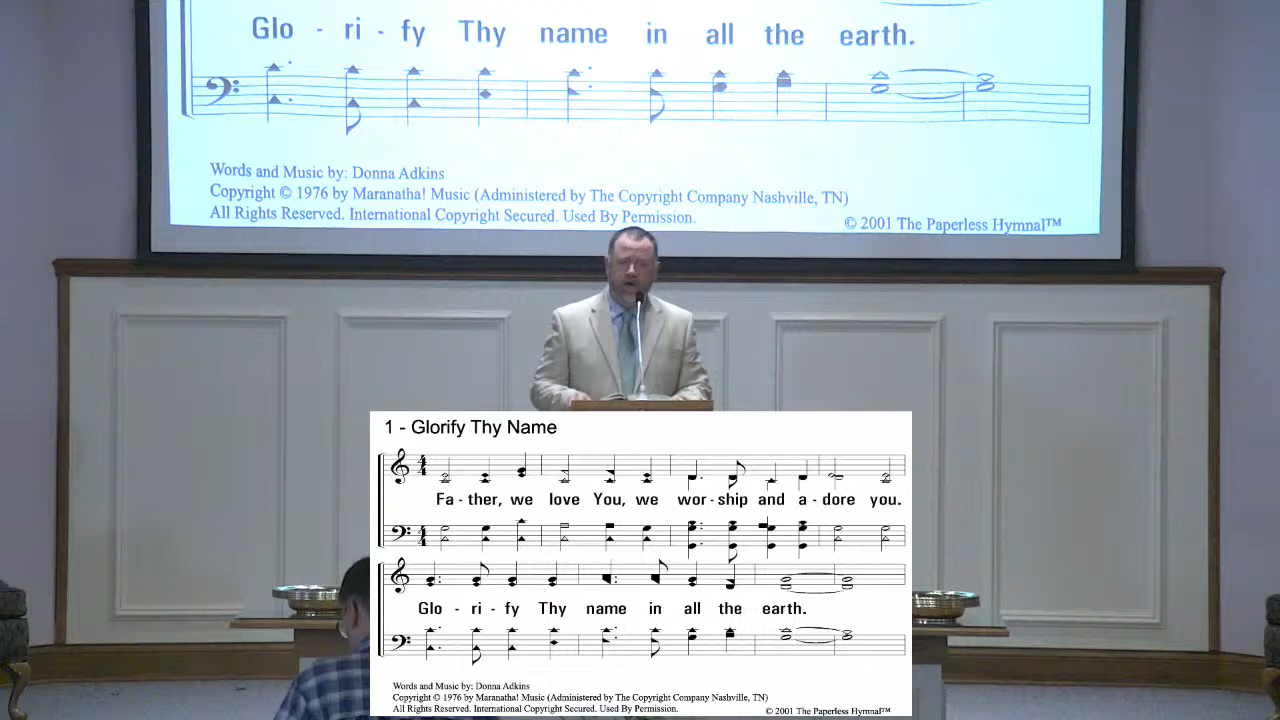 Glo - ri - fy Thy name in all the earth.
Words and Music by: Donna Adkins
Copyright © 1976 by Maranatha! Music (Administered by The Copyright Company Nashville, TN)
All Rights Reserved. International Copyright Secured. Used By Permission.
© 2001 The Paperless Hymnal™
1 - Glorify Thy Name
Fa - ther, we love You, we wor - ship and a - dore you.
Glo - ri - fy Thy name in all the earth.
Words and Music by: Donna Adkins
Copyright © 1976 by Maranatha! Music (Administered by The Copyright Company Nashville, TN)
All Rights Reserved. International Copyright Secured. Used By Permission.
© 2001 The Paperless Hymnal™